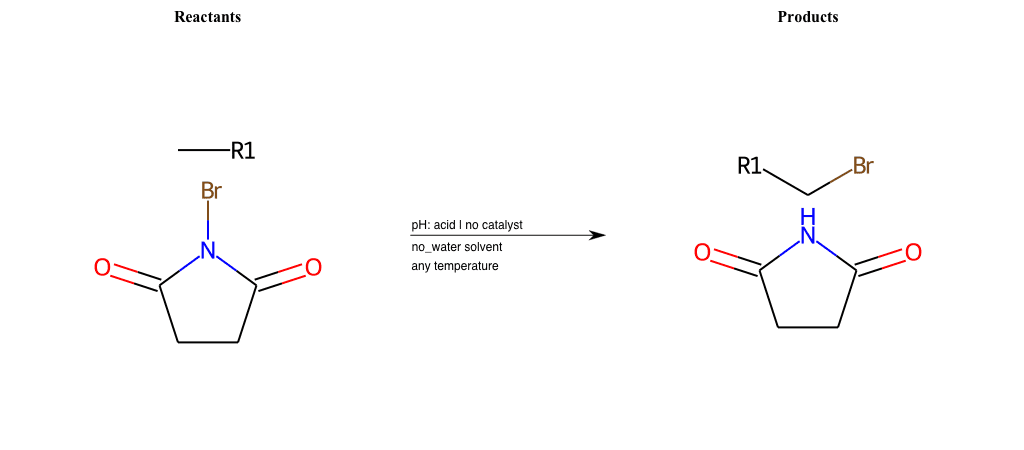 Reactants
Products
R1
Br
N
O
O
pH: acid | no catalyst
no_water solvent
any temperature
R1
Br
H
N
O
O